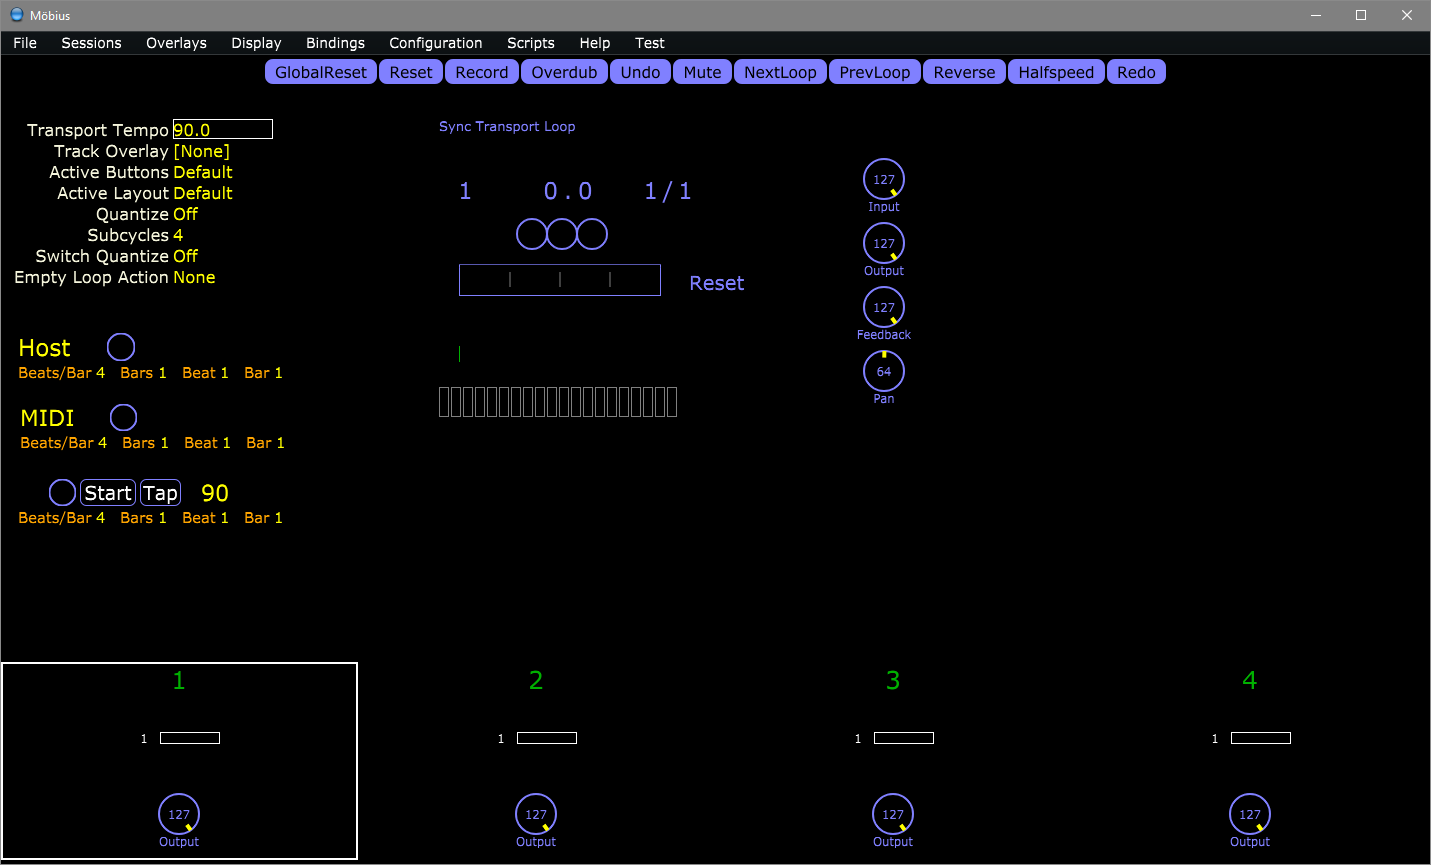 Möbius
File Sessions Overlays Display Bindings Configuration Scripts Help Test
GlobalReset Reset Record Overdub Undo Mute NextLoop PrevLoop Reverse Halfspeed Redo
Transport Tempo 90.0
Track Overlay [None]
Active Buttons Default
Active Layout Default
Quantize Off
Subcycles 4
Switch Quantize Off
Empty Loop Action None
Host
Beats/Bar 4 Bars 1 Beat 1 Bar 1
MIDI
Beats/Bar 4 Bars 1 Beat 1 Bar 1
Start Tap 90
Beats/Bar 4 Bars 1 Beat 1 Bar 1
Sync Transport Loop
1 0.0 1/1
Reset
127
Input
127
Output
127
Feedback
64
Pan
1
1
127
Output
2
1
127
Output
3
1
127
Output
4
1
127
Output